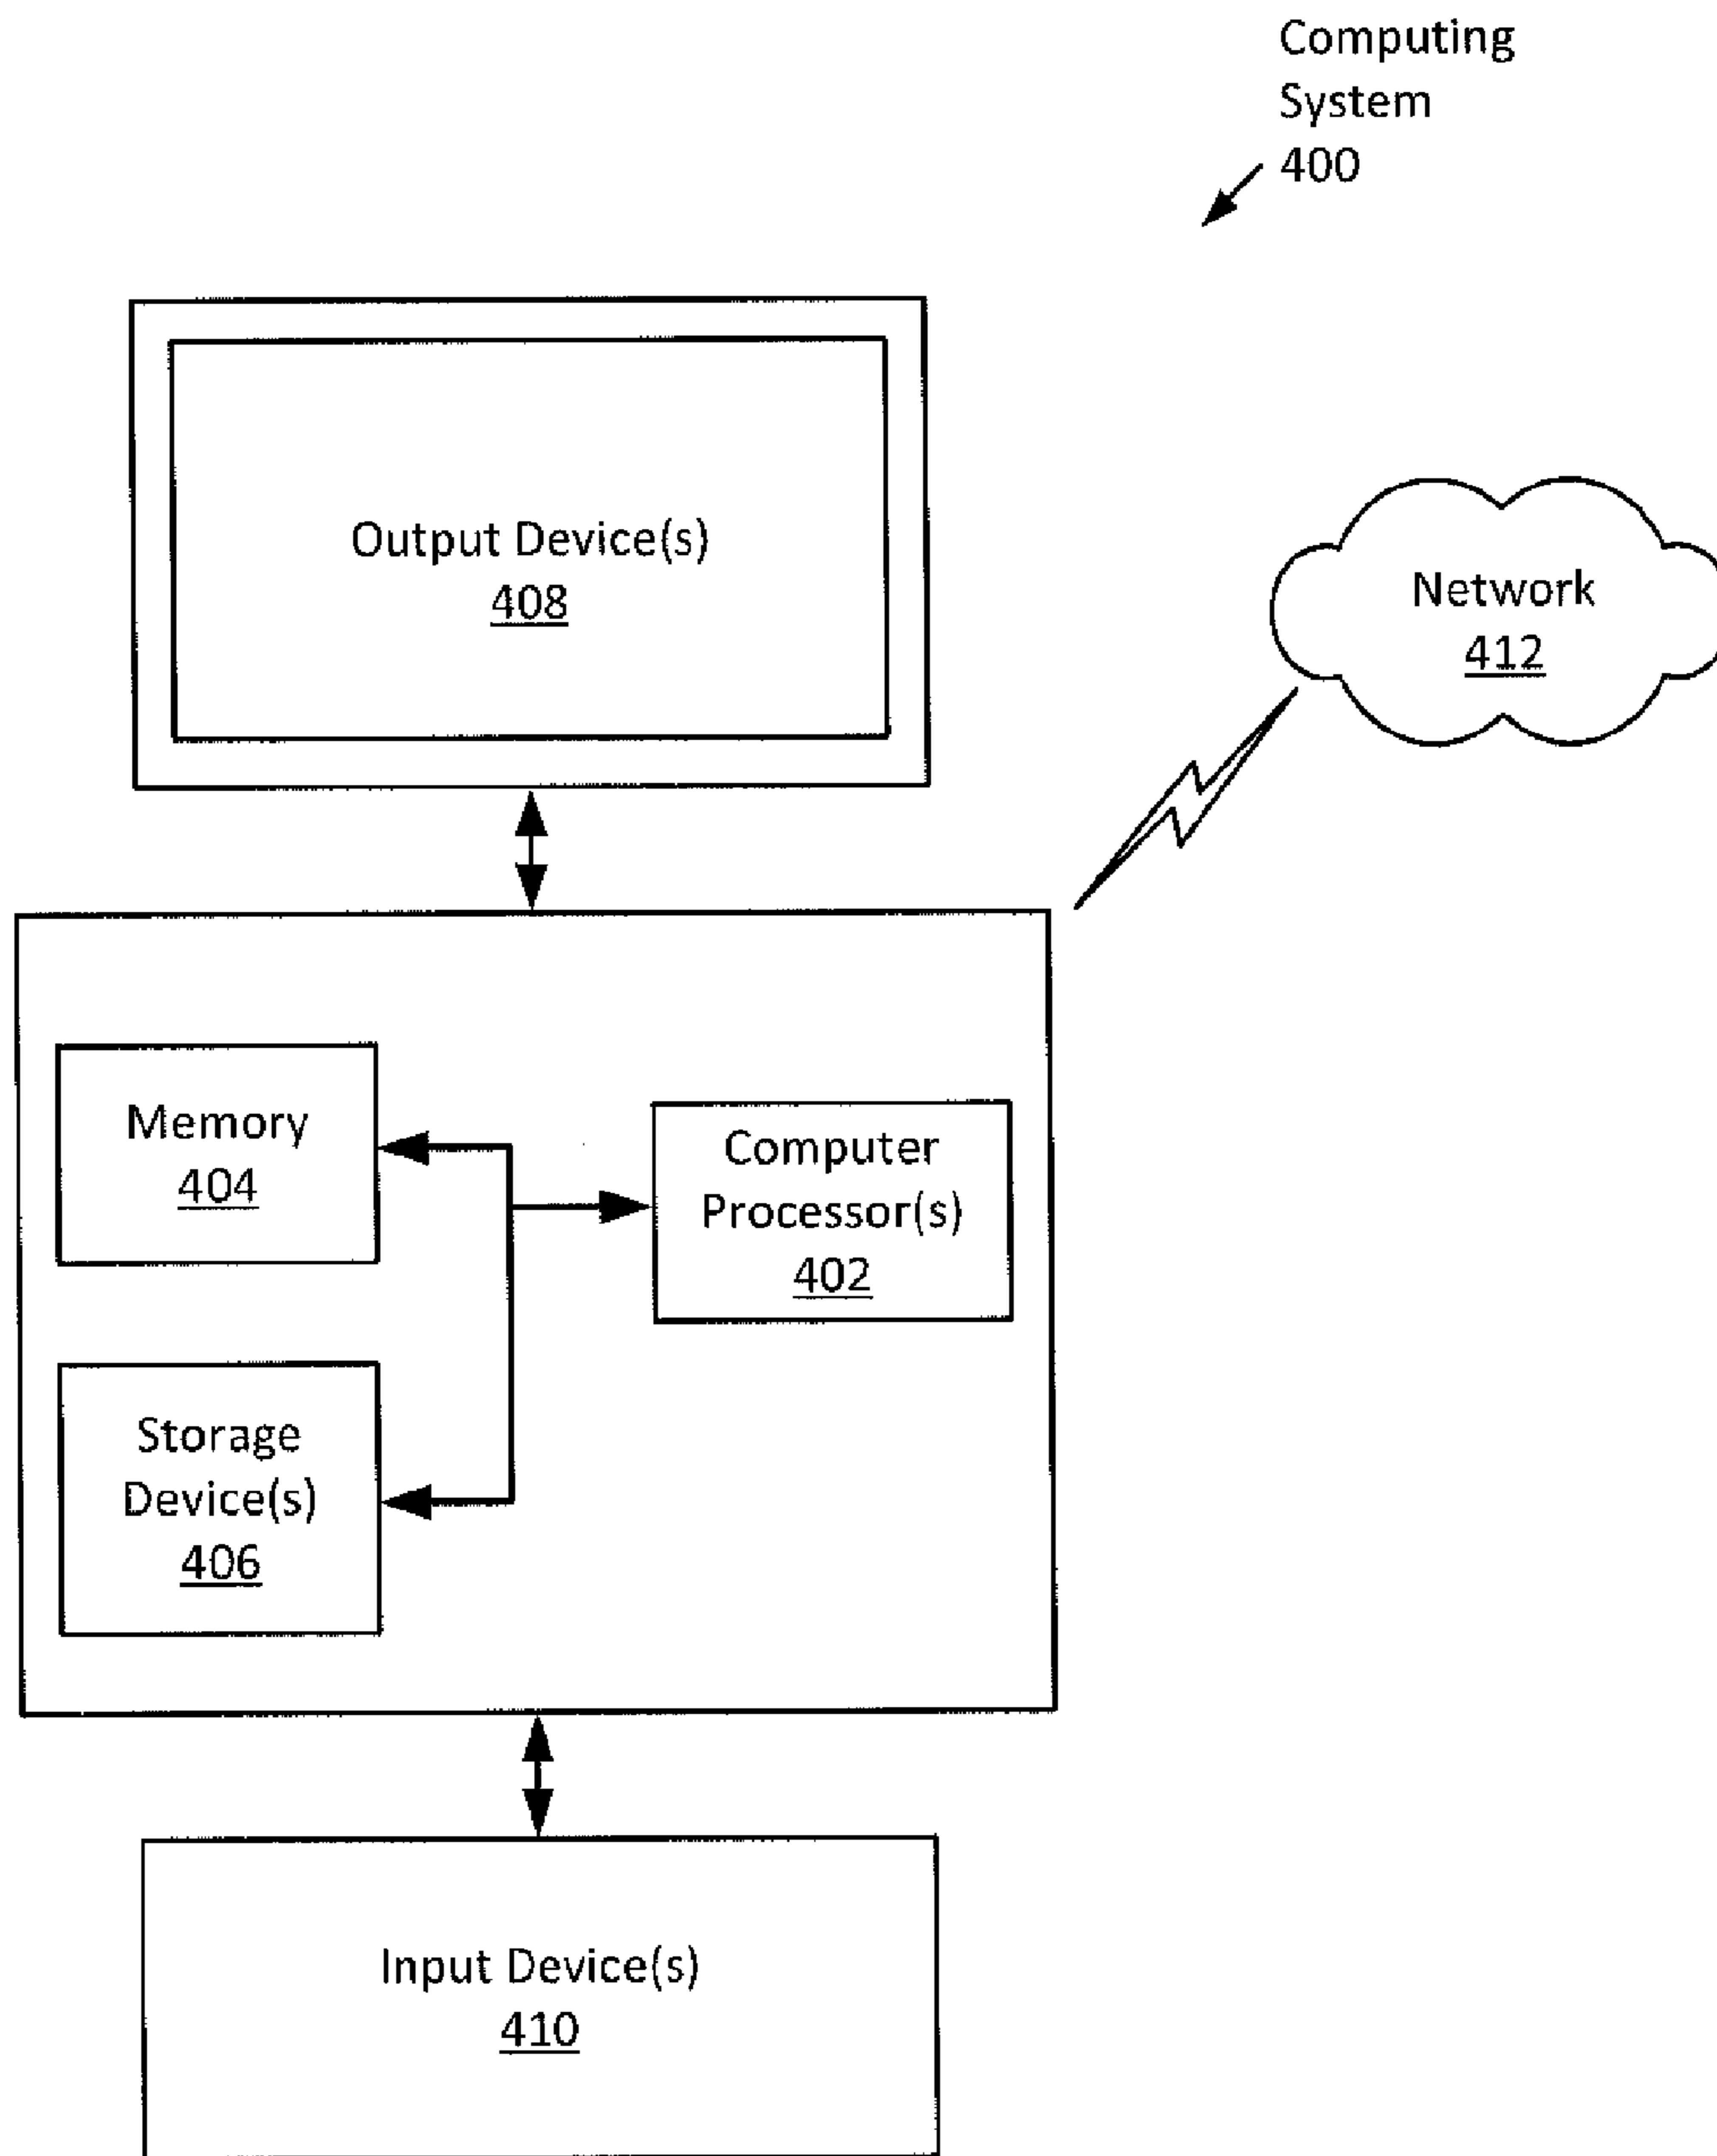 Computing
System
400
Output Device(s)
408
Network
412
Memory
404
Computer
Processor(s)
402
Storage
Device(s)
406
Input Device(s)
410